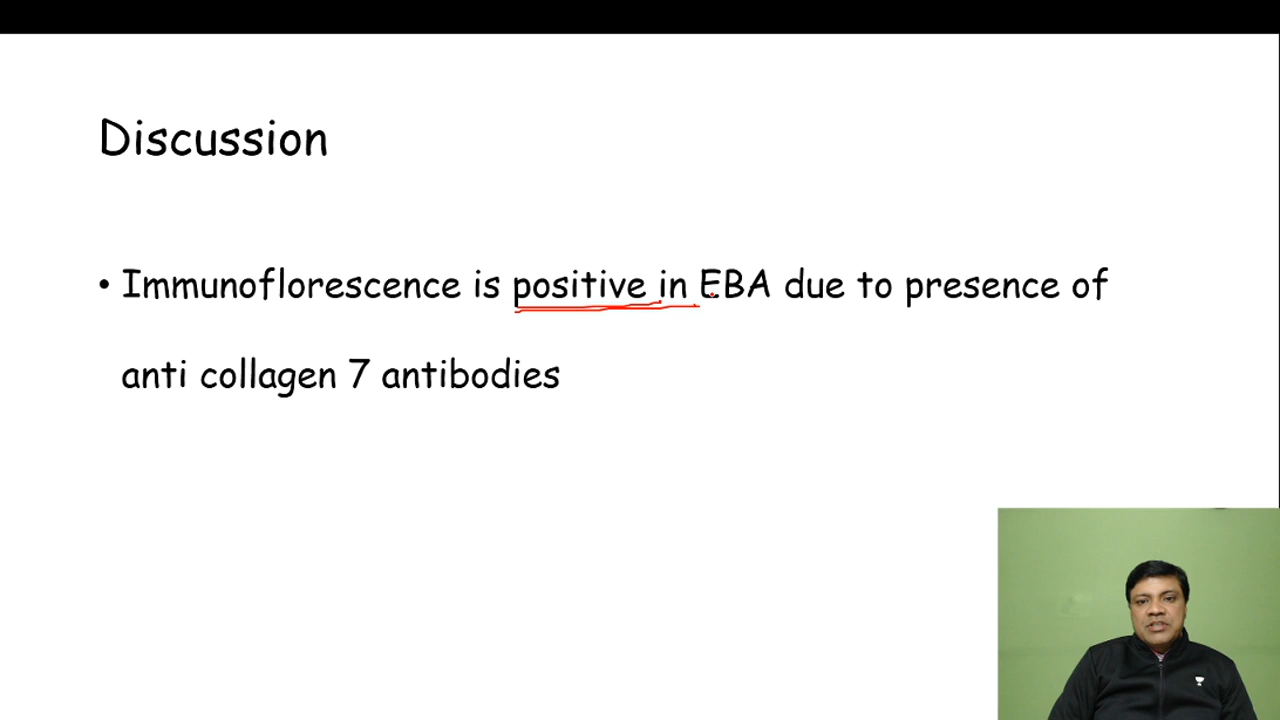 Discussion
• Immunoflorescence is positive in EBA due to presence of
anti collagen 7 antibodies